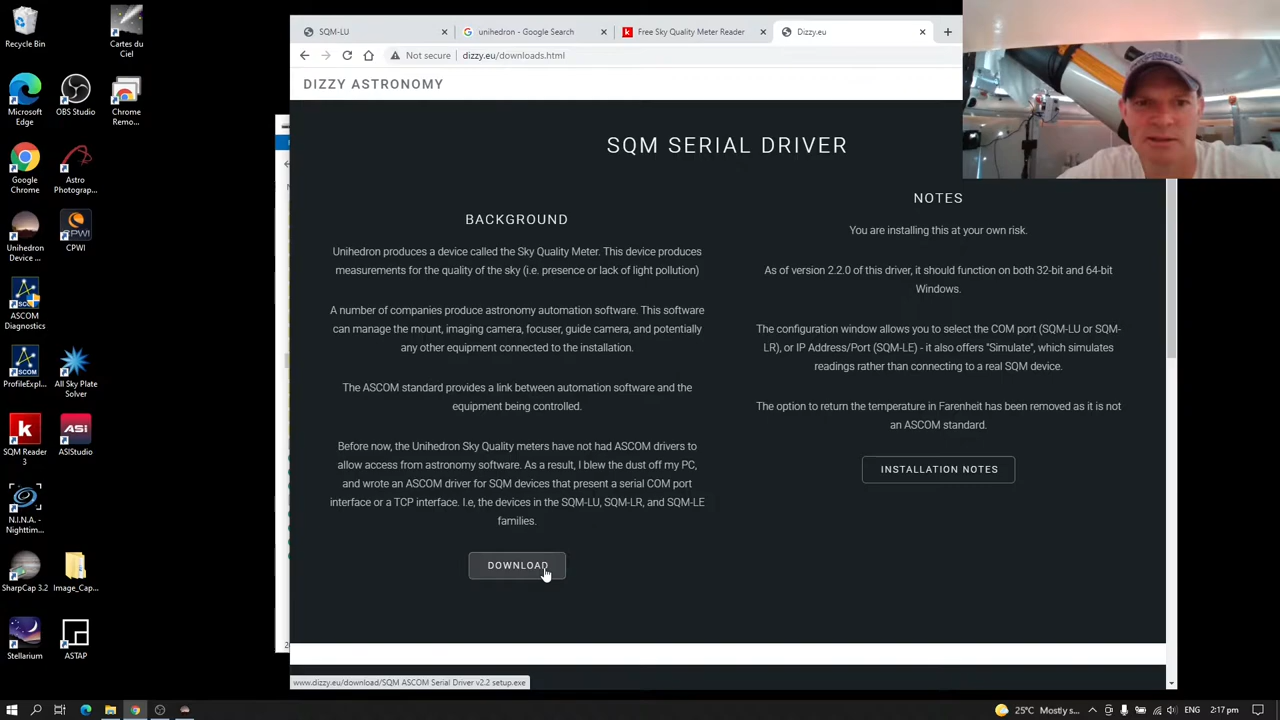 Recycle Bin
Cartes du
Ciel
Microsoft
Edge
OBS Studio
Chrome
Remo...
Google
Chrome
Astro
Photograp...
Unihedron
Device ...
CPWI
ASCOM
Diagnostics
ProfileExpl...
All Sky Plate
Solver
SQM Reader
3
ASIStudio
N.I.N.A. -
Nighttim...
SharpCap 3.2
Image_Cap...
Stellarium
ASTAP
SQM-LU
unihedron - Google Search
Free Sky Quality Meter Reader
Dizzy.eu
Not secure
dizzy.eu/downloads.html
DIZZY ASTRONOMY
SQM SERIAL DRIVER
BACKGROUND
Unihedron produces a device called the Sky Quality Meter. This device produces
measurements for the quality of the sky (i.e. presence or lack of light pollution)
A number of companies produce astronomy automation software. This software
can manage the mount, imaging camera, focuser, guide camera, and potentially
any other equipment connected to the installation.
The ASCOM standard provides a link between automation software and the
equipment being controlled.
Before now, the Unihedron Sky Quality meters have not had ASCOM drivers to
allow access from astronomy software. As a result, I blew the dust off my PC,
and wrote an ASCOM driver for SQM devices that present a serial COM port
interface or a TCP interface. I.e, the devices in the SQM-LU, SQM-LR, and SQM-LE
families.
DOWNLOAD
NOTES
You are installing this at your own risk.
As of version 2.2.0 of this driver, it should function on both 32-bit and 64-bit
Windows.
The configuration window allows you to select the COM port (SQM-LU or SQM-
LR), or IP Address/Port (SQM-LE) - it also offers "Simulate", which simulates
readings rather than connecting to a real SQM device.
The option to return the temperature in Farenheit has been removed as it is not
an ASCOM standard.
INSTALLATION NOTES
www.dizzy.eu/download/SQM ASCOM Serial Driver v2.2 setup.exe
25°C Mostly s...
ENG
2:17 pm